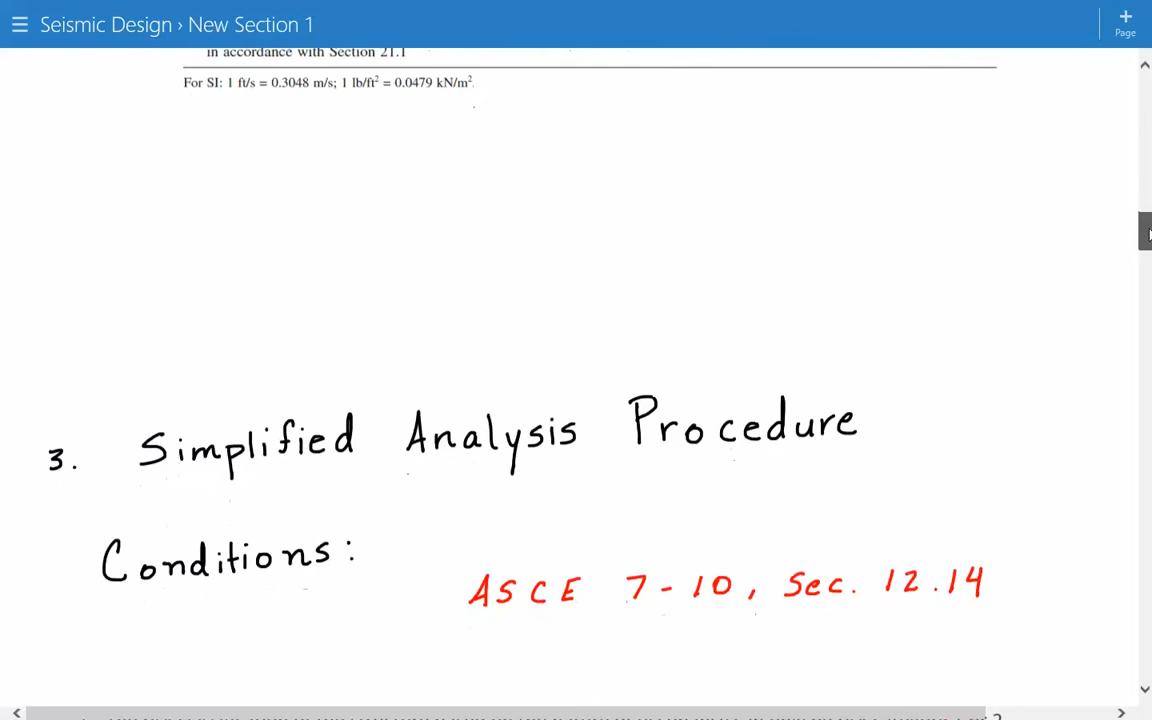 Seismic Design › New Section 1
Page
in accordance with Section 21.1
For SI: 1 ft/s = 0.3048 m/s; 1 lb/ft² = 0.0479 kN/m².
3. Simplified Analysis Procedure
Conditions:
ASCE 7-10, Sec. 12.14